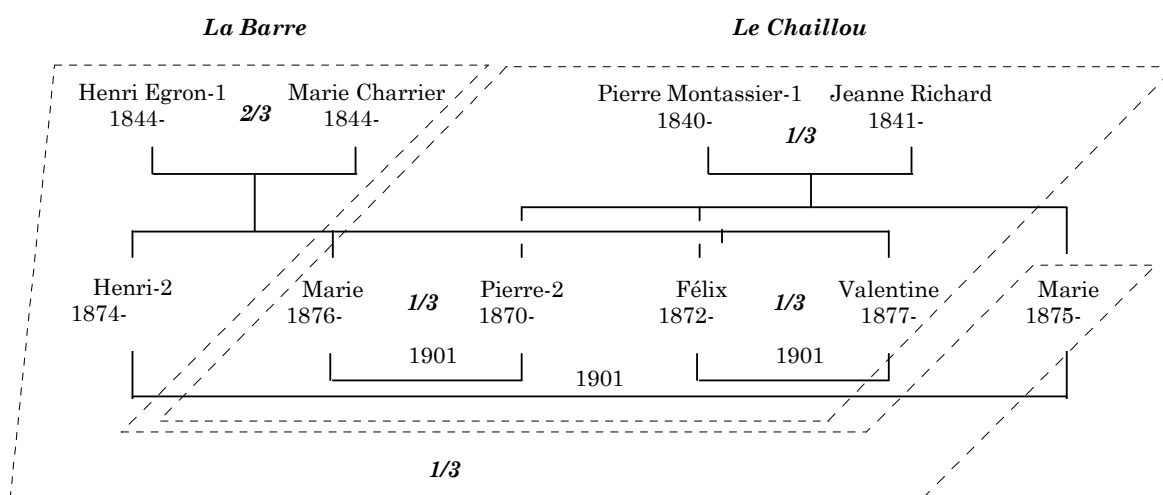 La Barre Le Chaillou
Henri Egron-1 Marie Charrier Pierre Montassier-1 Jeanne Richard
1844- 2/3 1844- 1840- 1/3 1841-
Henri-2 Marie 1/3 Pierre-2 Félix 1/3 Valentine Marie
1874- 1876- 1870- 1872- 1877- 1875-
1901 1901
1901
1/3